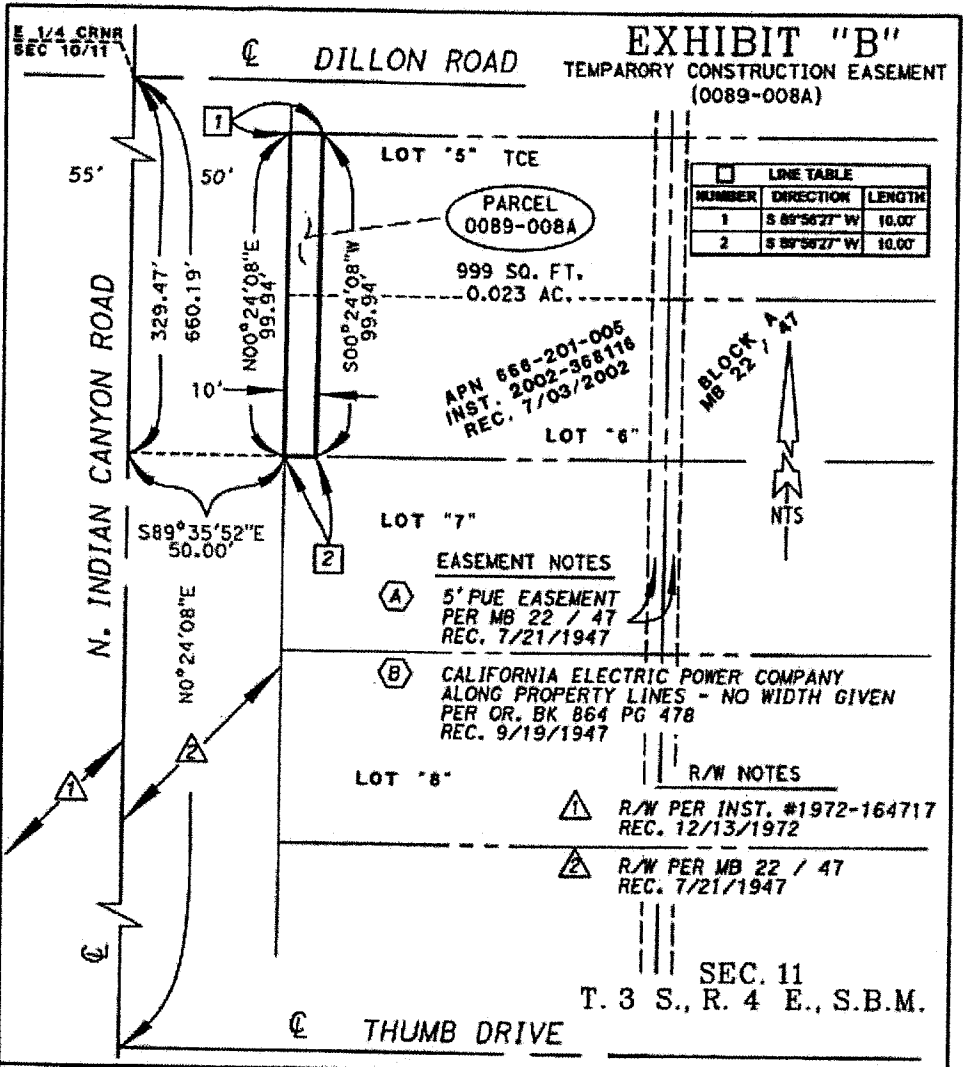 E 1/4 CRNR
SEC 10/11
℄ DILLON ROAD
EXHIBIT "B"
TEMPARORY CONSTRUCTION EASEMENT
(0089-008A)
1
LOT "5" TCE
55'
50'
PARCEL
0089-008A
999 SQ. FT.
0.023 AC.
LINE TABLE
NUMBER DIRECTION LENGTH
1 S 89°56'27" W 10.00'
2 S 89°56'27" W 10.00'
N. INDIAN CANYON ROAD
329.47'
660.19'
N00°24'08"E
99.94'
S00°24'08"W
99.94'
10'
APN 666-201-005
INST. 2002-368116
REC. 7/03/2002
BLOCK A
MB 22 / 47
LOT "6"
NTS
S89°35'52"E
50.00'
LOT "7"
2
EASEMENT NOTES
A 5' PUE EASEMENT
PER MB 22 / 47
REC. 7/21/1947
N0°24'08"E
B CALIFORNIA ELECTRIC POWER COMPANY
ALONG PROPERTY LINES - NO WIDTH GIVEN
PER OR. BK 864 PG 478
REC. 9/19/1947
1
2
LOT "8"
R/W NOTES
1 R/W PER INST. #1972-164717
REC. 12/13/1972
2 R/W PER MB 22 / 47
REC. 7/21/1947
℄
SEC. 11
T. 3 S., R. 4 E., S.B.M.
℄ THUMB DRIVE